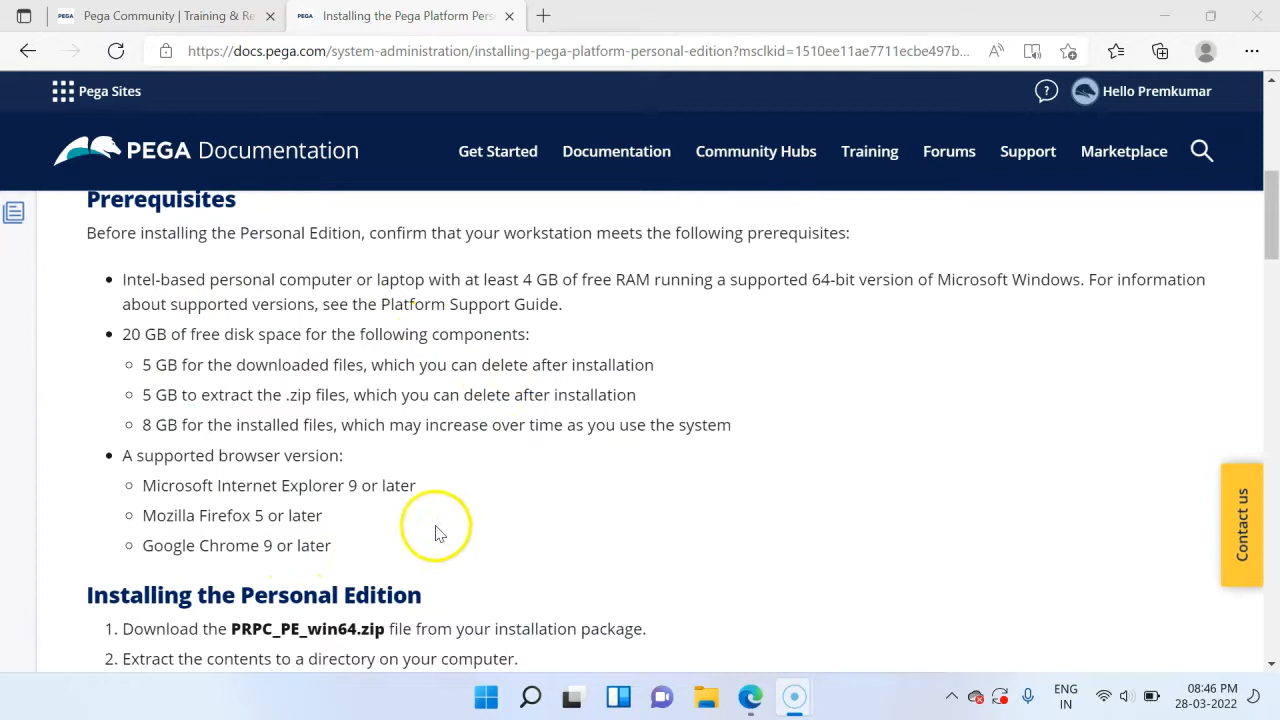 PEGA Pega Community | Training & Re
PEGA Installing the Pega Platform Pers
https://docs.pega.com/system-administration/installing-pega-platform-personal-edition?msclkid=1510ee11ae7711ecbe497b...
Pega Sites
? Hello Premkumar
PEGA Documentation
Get Started Documentation Community Hubs Training Forums Support Marketplace
Prerequisites
Before installing the Personal Edition, confirm that your workstation meets the following prerequisites:
• Intel-based personal computer or laptop with at least 4 GB of free RAM running a supported 64-bit version of Microsoft Windows. For information
about supported versions, see the Platform Support Guide.
• 20 GB of free disk space for the following components:
◦ 5 GB for the downloaded files, which you can delete after installation
◦ 5 GB to extract the .zip files, which you can delete after installation
◦ 8 GB for the installed files, which may increase over time as you use the system
• A supported browser version:
◦ Microsoft Internet Explorer 9 or later
◦ Mozilla Firefox 5 or later
◦ Google Chrome 9 or later
Contact us
Installing the Personal Edition
1. Download the PRPC_PE_win64.zip file from your installation package.
2. Extract the contents to a directory on your computer.
ENG
IN
08:46 PM
28-03-2022